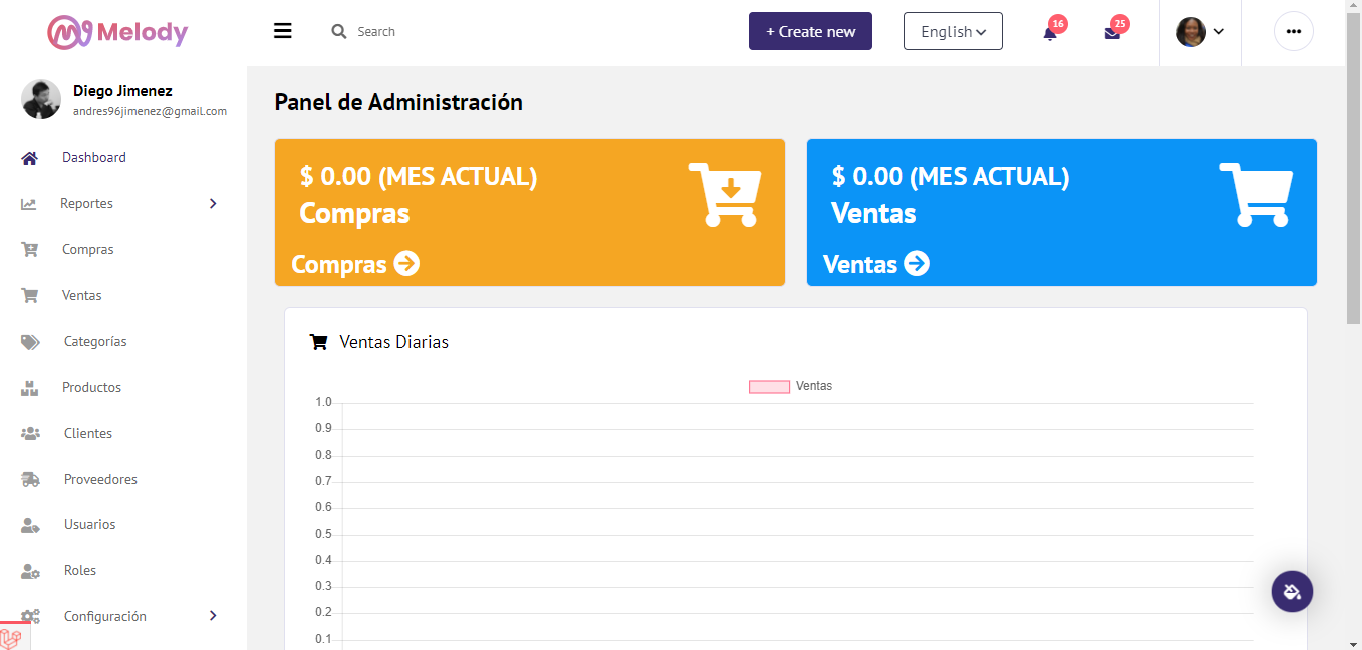 Melody
Search
+ Create new
English
16
25
Diego Jimenez
andres96jimenez@gmail.com
Dashboard
Reportes
Compras
Ventas
Categorías
Productos
Clientes
Proveedores
Usuarios
Roles
Configuración
Panel de Administración
$ 0.00 (MES ACTUAL)
Compras
Compras
$ 0.00 (MES ACTUAL)
Ventas
Ventas
Ventas Diarias
Ventas
1.0
0.9
0.8
0.7
0.6
0.5
0.4
0.3
0.2
0.1